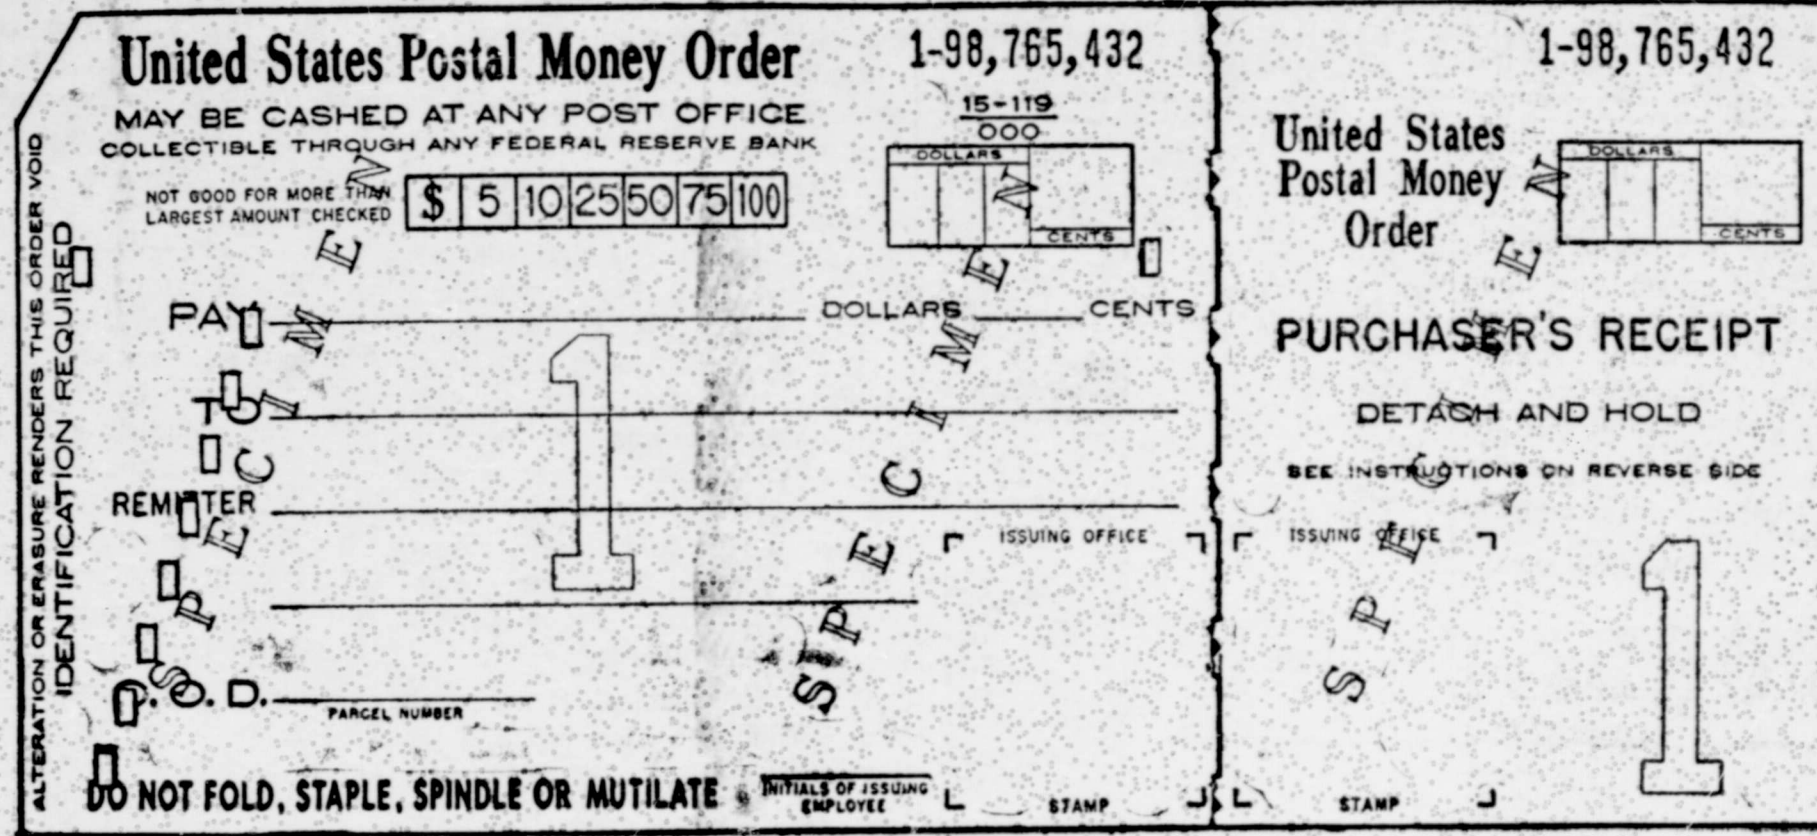 United States Postal Money Order
1-98,765,432
MAY BE CASHED AT ANY POST OFFICE
COLLECTIBLE THROUGH ANY FEDERAL RESERVE BANK
15-119
000
NOT GOOD FOR MORE THAN
LARGEST AMOUNT CHECKED
$ 5 10 25 50 75 100
DOLLARS
CENTS
ALTERATION OR ERASURE RENDERS THIS ORDER VOID
IDENTIFICATION REQUIRED
PAY DOLLARS CENTS
TO
REMITTER
1
SPECIMEN
SPECIMEN
C.O.D.
PARCEL NUMBER
ISSUING OFFICE
DO NOT FOLD, STAPLE, SPINDLE OR MUTILATE
INITIALS OF ISSUING
EMPLOYEE
STAMP
1-98,765,432
United States
Postal Money
Order
DOLLARS
CENTS
PURCHASER'S RECEIPT
DETACH AND HOLD
SEE INSTRUCTIONS ON REVERSE SIDE
ISSUING OFFICE
SPECIMEN
1
STAMP